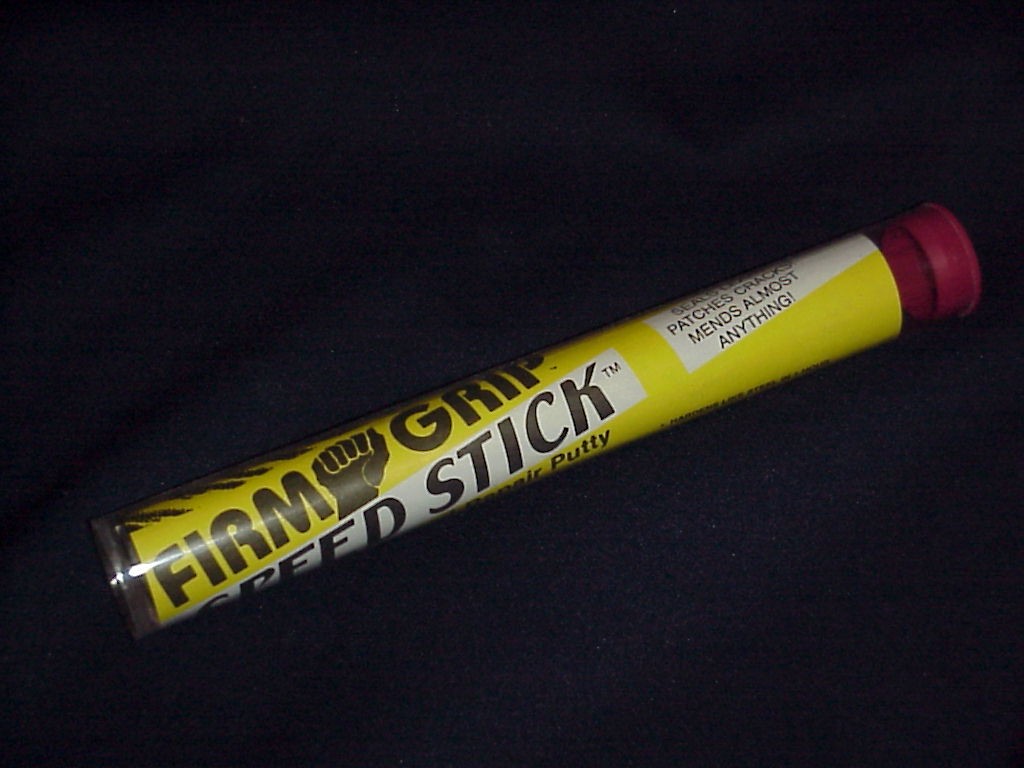 FIRM GRIP
SPEED STICK™
Repair Putty
PATCHES CRACKS
MENDS ALMOST
ANYTHING!